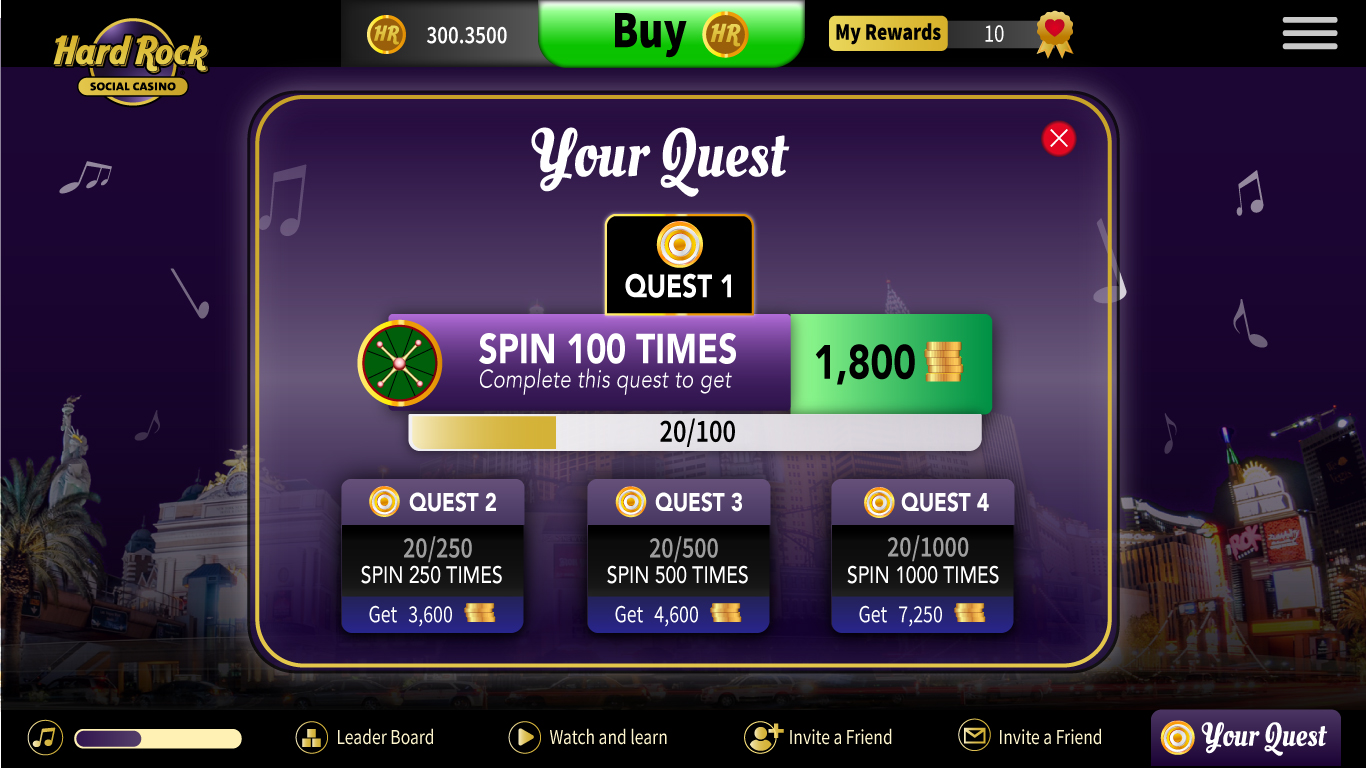 Hard Rock
SOCIAL CASINO
HR
300.3500
Buy HR
My Rewards
10
Your Quest
QUEST 1
SPIN 100 TIMES
Complete this quest to get
1,800
20/100
QUEST 2
20/250
SPIN 250 TIMES
Get 3,600
QUEST 3
20/500
SPIN 500 TIMES
Get 4,600
QUEST 4
20/1000
SPIN 1000 TIMES
Get 7,250
ROCK
Leader Board
Watch and learn
Invite a Friend
Invite a Friend
Your Quest